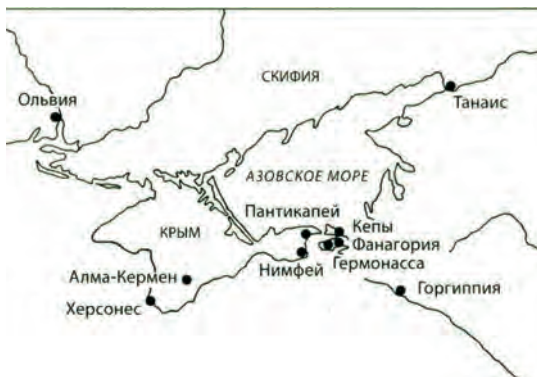 СКИФИЯ
Ольвия
Танаис
АЗОВСКОЕ МОРЕ
Пантикапей
Кепы
КРЫМ
Фанагория
Нимфей
Гермонасса
Алма-Кермен
Горгиппия
Херсонес